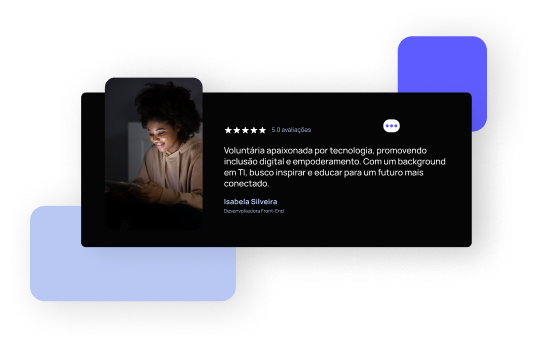 5.0 avaliações
Voluntária apaixonada por tecnologia, promovendo
inclusão digital e empoderamento. Com um background
em TI, busco inspirar e educar para um futuro mais
conectado.
Isabela Silveira
Desenvolvedora Front-End